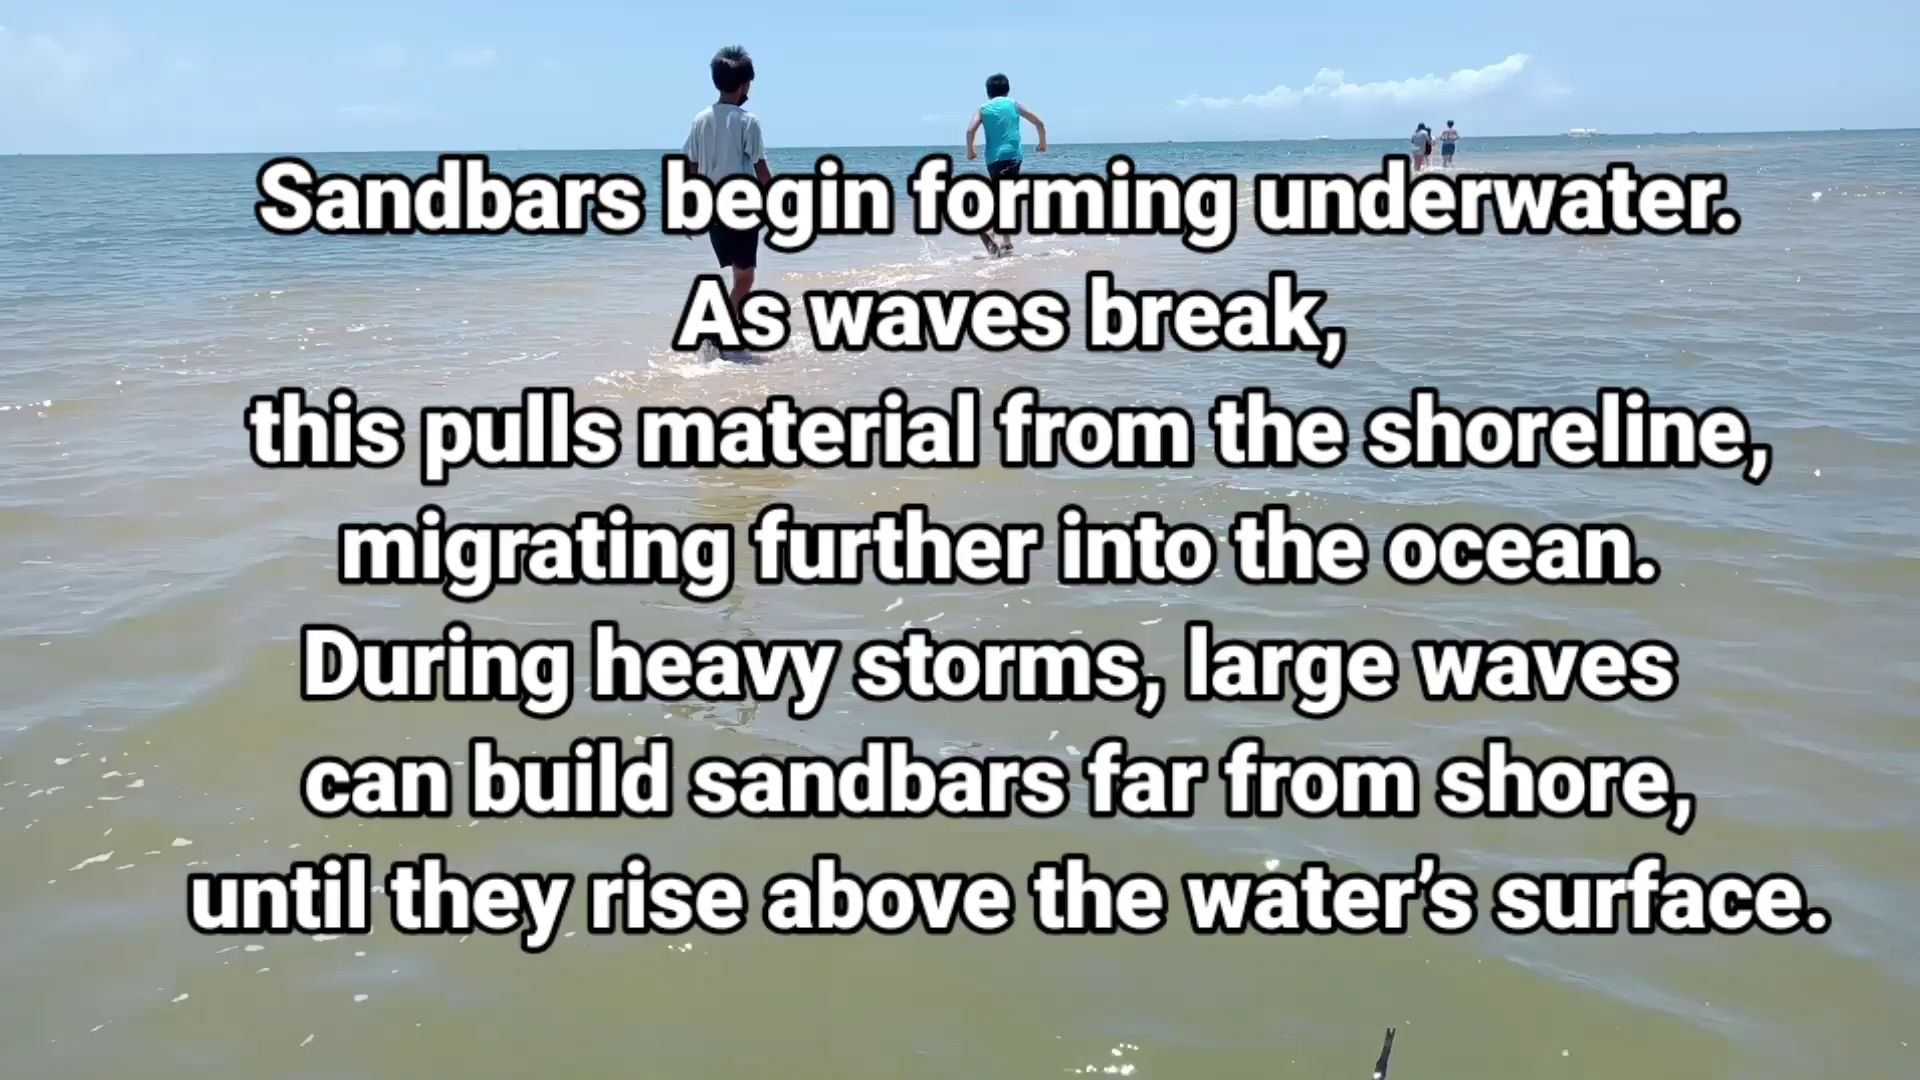 Sandbars begin forming underwater.
As waves break,
this pulls material from the shoreline,
migrating further into the ocean.
During heavy storms, large waves
can build sandbars far from shore,
until they rise above the water’s surface.